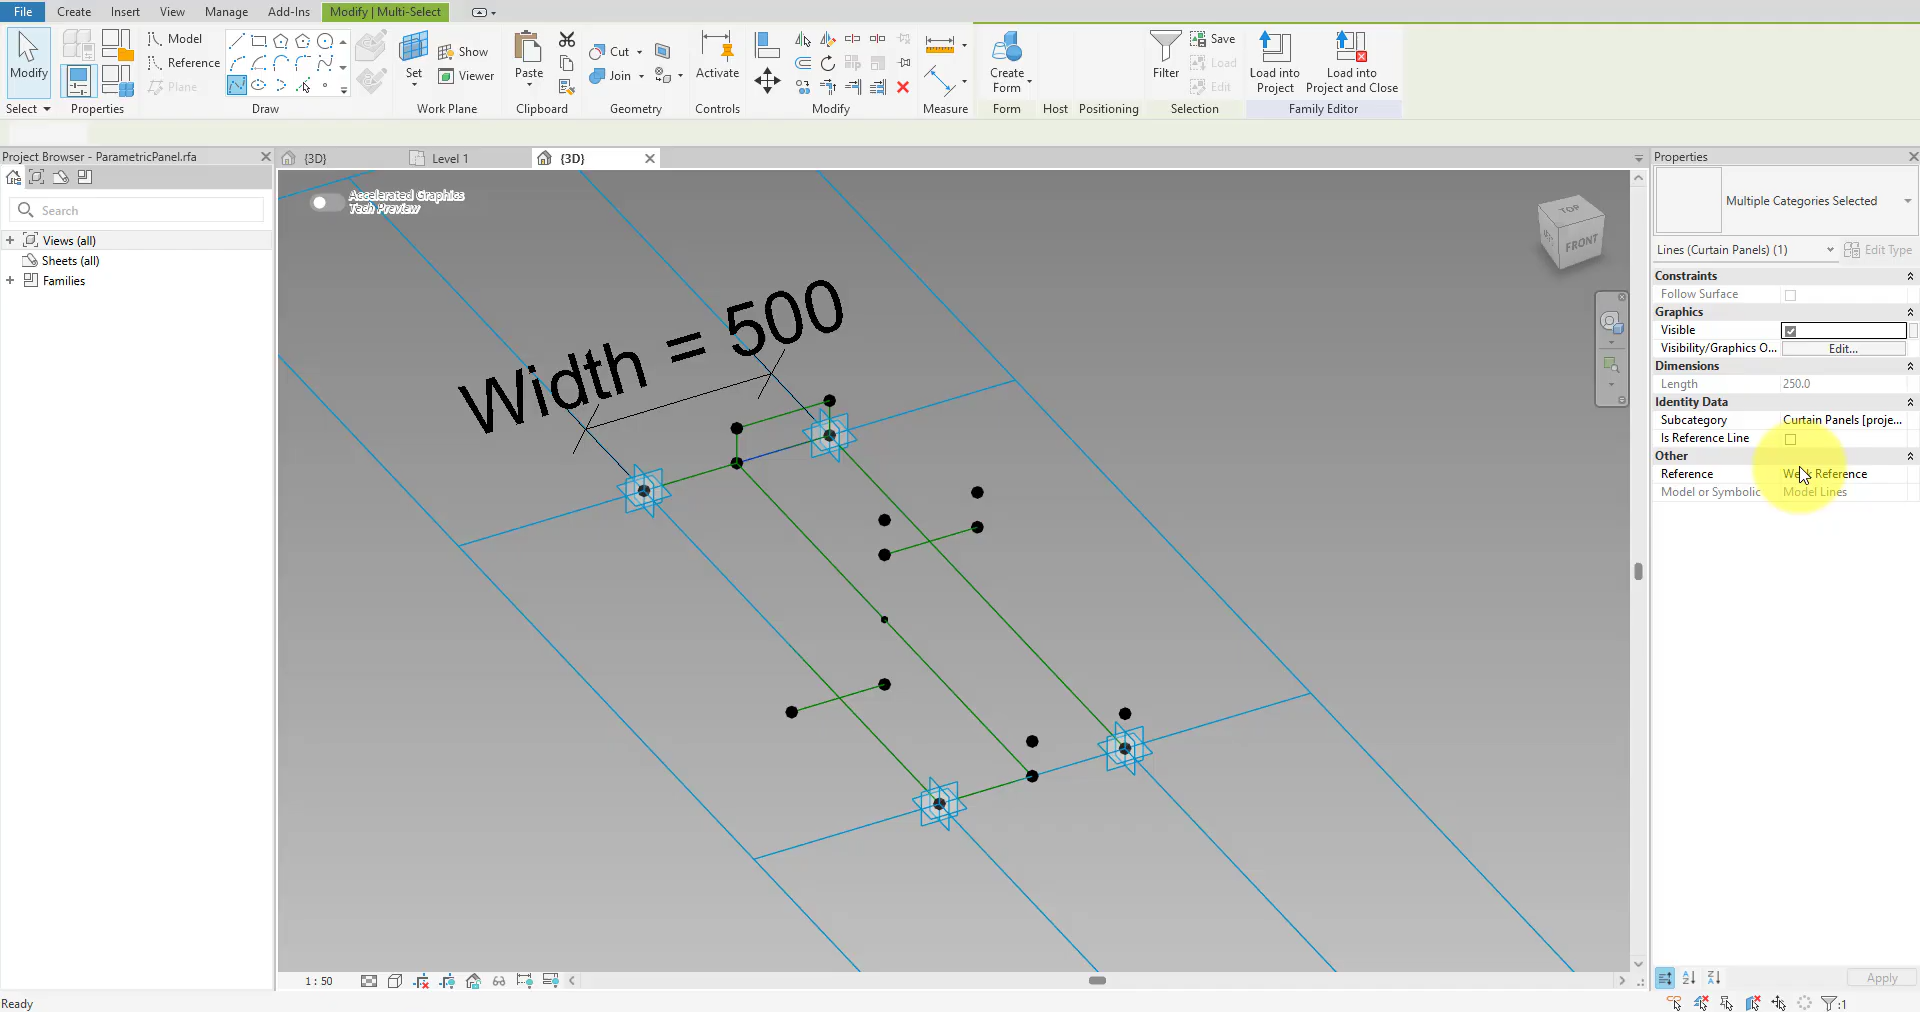 File Create Insert View Manage Add-Ins Modify | Multi-Select
Modify
Select
Properties
Model
Reference
Plane
Draw
Set
Show
Viewer
Work Plane
Paste
Clipboard
Cut
Join
Geometry
Activate
Controls
Modify
Measure
Create
Form
Form
Host
Positioning
Filter
Save
Load
Edit
Selection
Load into
Project
Load into
Project and Close
Family Editor
Project Browser - ParametricPanel.rfa
Search
Views (all)
Sheets (all)
Families
{3D}
Level 1
{3D}
Accelerated Graphics
Tech Preview
Width = 500
TOP
FRONT
1 : 50
Properties
Multiple Categories Selected
Lines (Curtain Panels) (1)
Edit Type
Constraints
Follow Surface
Graphics
Visible
Visibility/Graphics O... Edit...
Dimensions
Length 250.0
Identity Data
Subcategory Curtain Panels [proje...
Is Reference Line
Other
Reference Weak Reference
Model or Symbolic Model Lines
Apply
Ready
:1